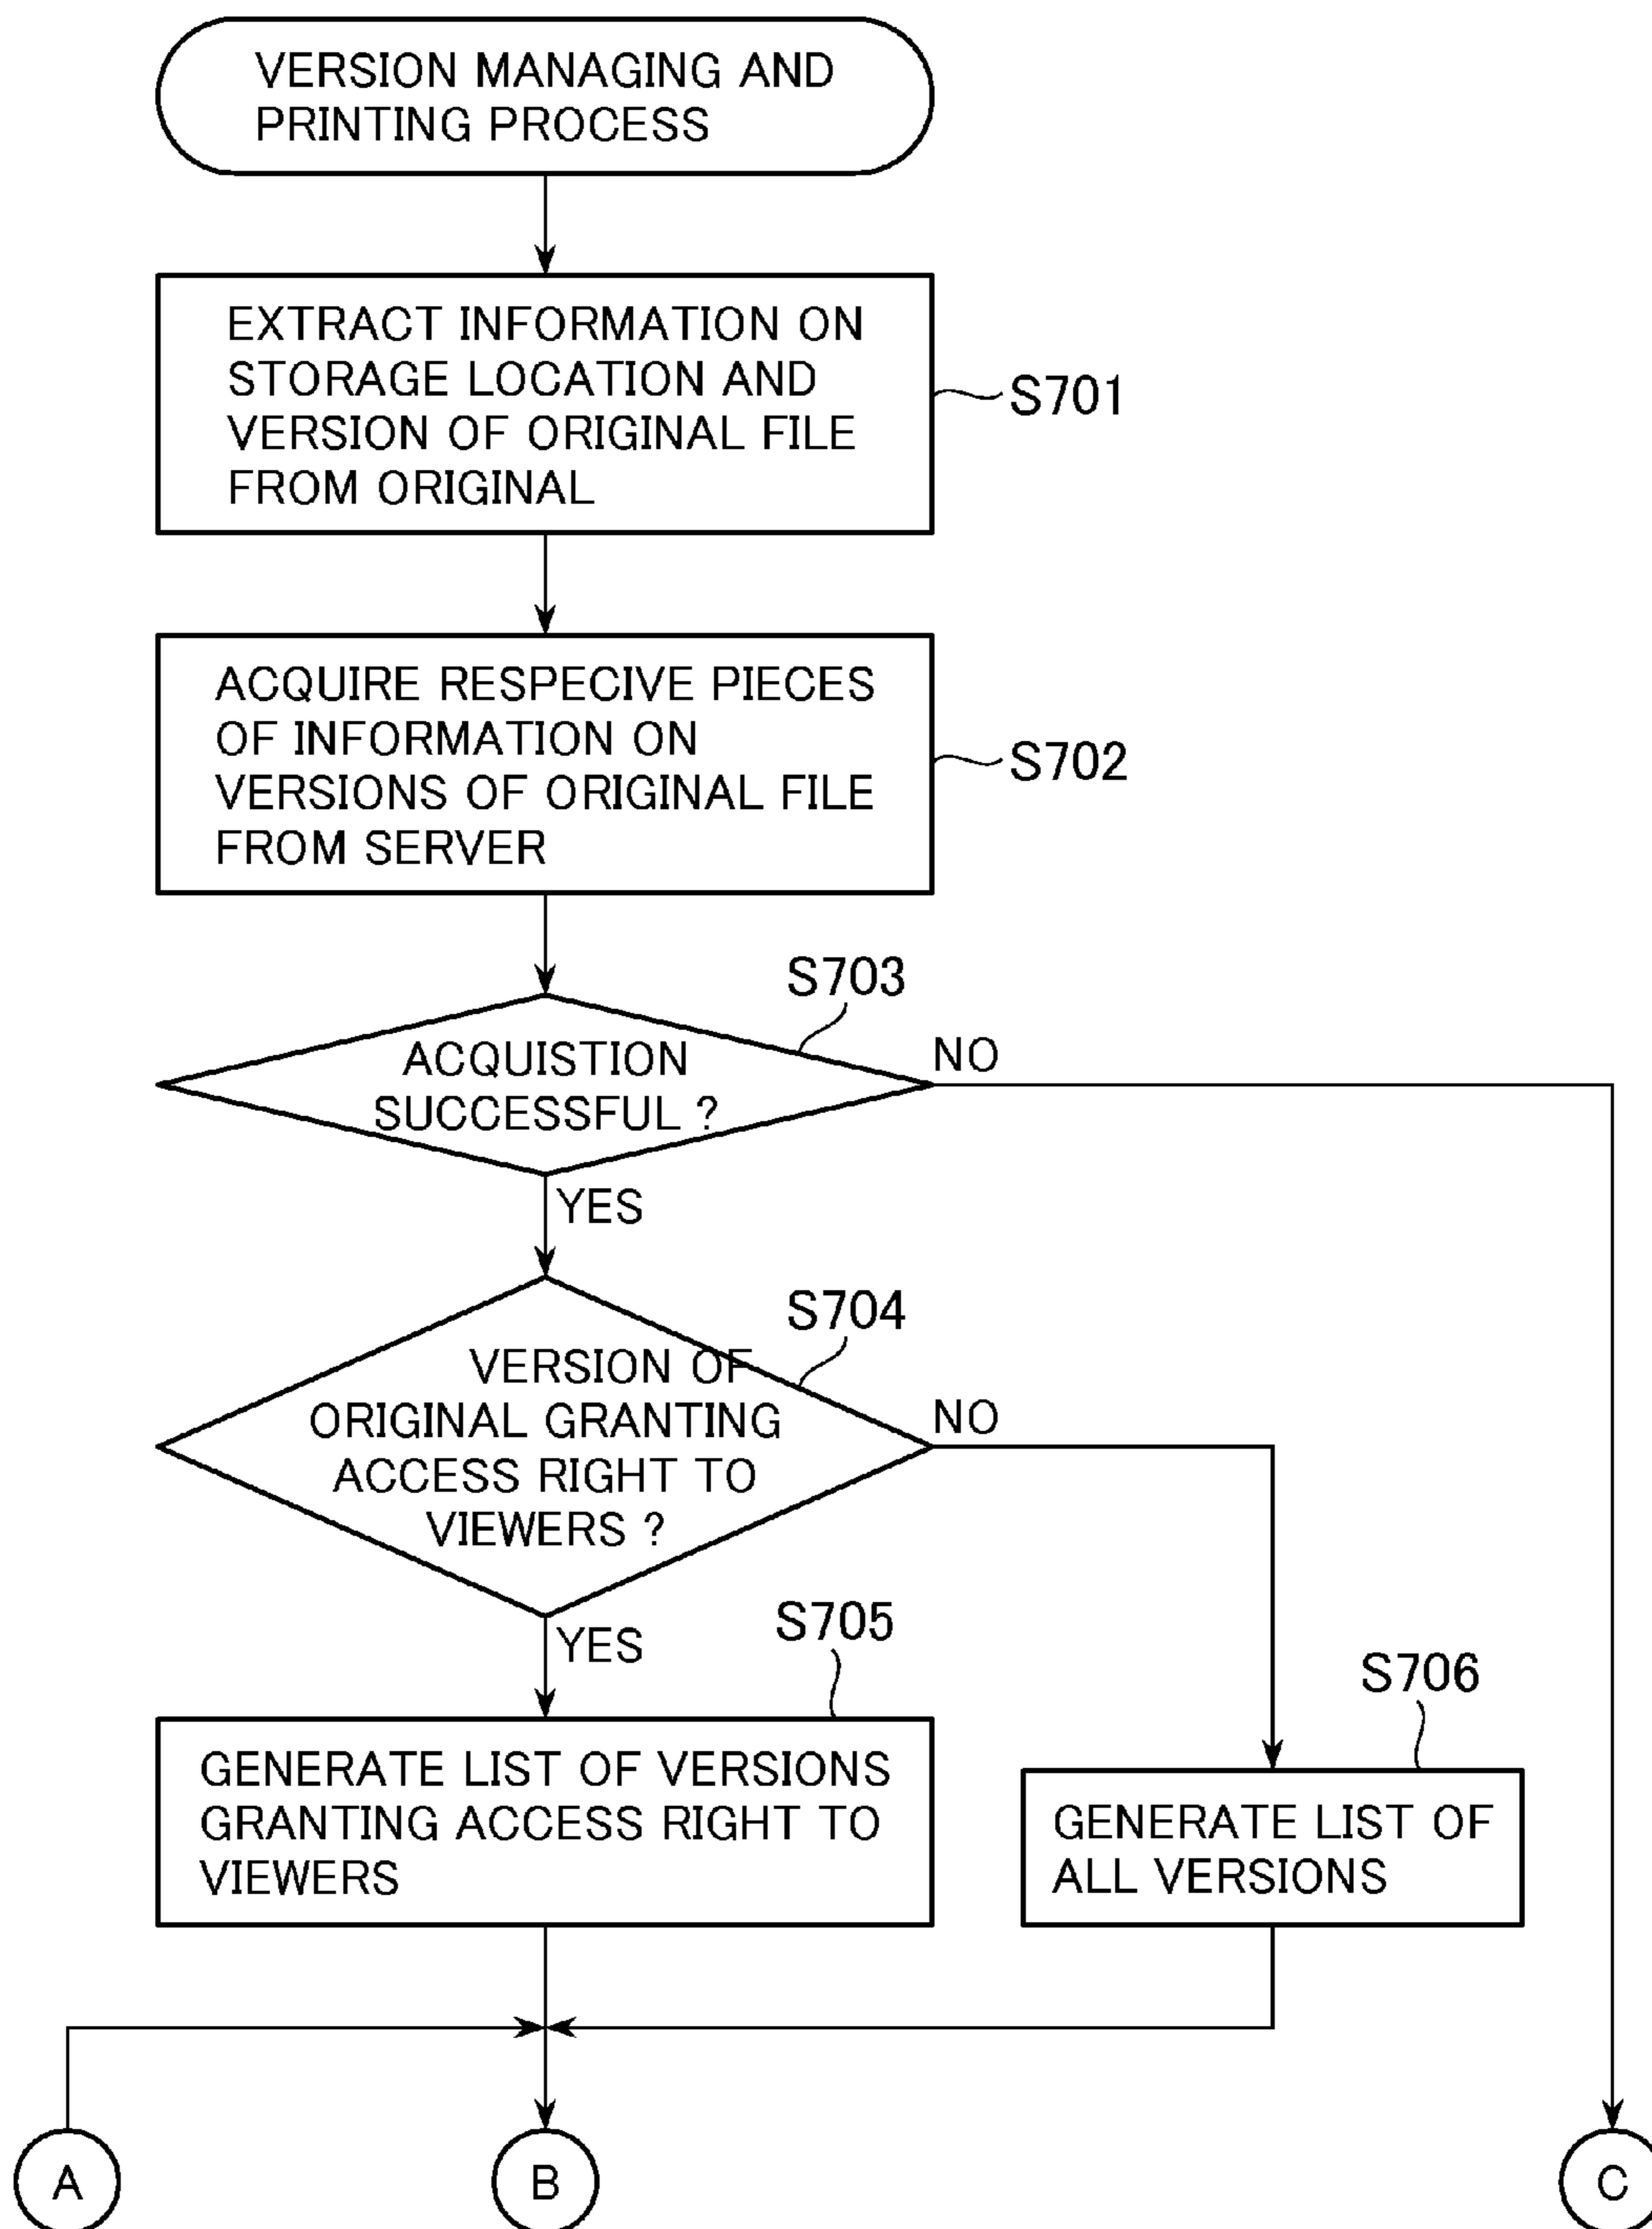 VERSION MANAGING AND
PRINTING PROCESS
EXTRACT INFORMATION ON
STORAGE LOCATION AND
VERSION OF ORIGINAL FILE
FROM ORIGINAL
S701
ACQUIRE RESPECIVE PIECES
OF INFORMATION ON
VERSIONS OF ORIGINAL FILE
FROM SERVER
S702
S703
ACQUISTION
SUCCESSFUL ?
NO
YES
S704
VERSION OF
ORIGINAL GRANTING
ACCESS RIGHT TO
VIEWERS ?
NO
YES
S705
GENERATE LIST OF VERSIONS
GRANTING ACCESS RIGHT TO
VIEWERS
S706
GENERATE LIST OF
ALL VERSIONS
A
B
C